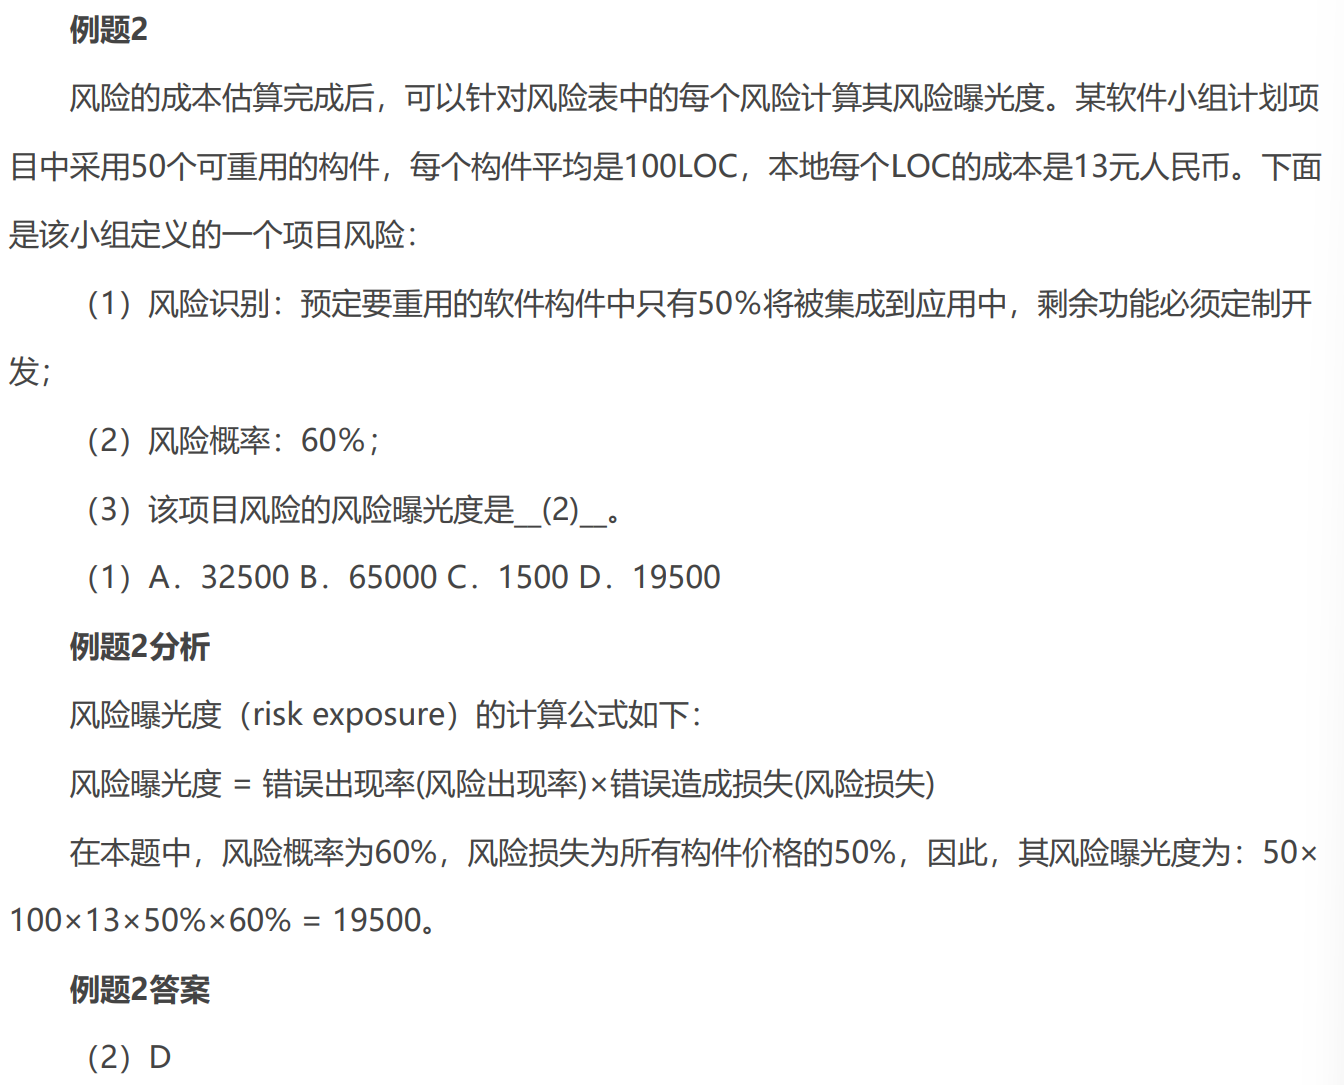 例题2
风险的成本估算完成后，可以针对风险表中的每个风险计算其风险曝光度。某软件小组计划项
目中采用50个可重用的构件，每个构件平均是100LOC，本地每个LOC的成本是13元人民币。下面
是该小组定义的一个项目风险：
（1）风险识别：预定要重用的软件构件中只有50％将被集成到应用中，剩余功能必须定制开
发；
（2）风险概率：60％；
（3）该项目风险的风险曝光度是__(2)__。
（1）A．32500 B．65000 C．1500 D．19500
例题2分析
风险曝光度（risk exposure）的计算公式如下：
风险曝光度 = 错误出现率(风险出现率)×错误造成损失(风险损失)
在本题中，风险概率为60%，风险损失为所有构件价格的50%，因此，其风险曝光度为：50×
100×13×50%×60% = 19500。
例题2答案
（2）D